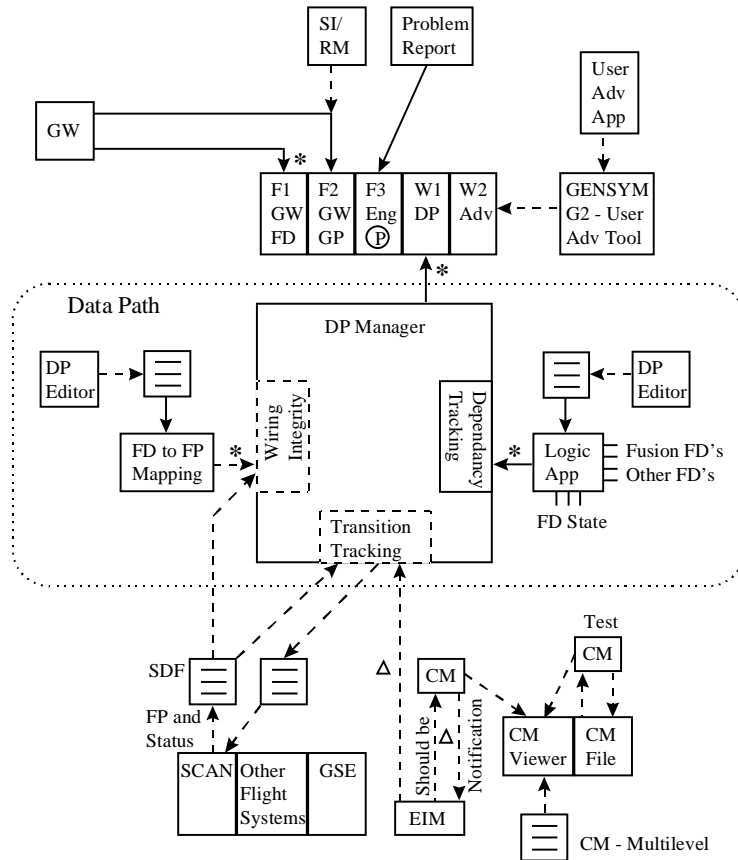 SI/
RM
Problem
Report
User
Adv
App
GW
*
F1
GW
FD
F2
GW
GP
F3
Eng
P
W1
DP
W2
Adv
GENSYM
G2 - User
Adv Tool
*
Data Path
DP Manager
DP
Editor
DP
Editor
Wiring
Integrity
Dependancy
Tracking
FD to FP
Mapping
*
*
Logic
App
Fusion FD's
Other FD's
FD State
Transition
Tracking
Test
SDF
Δ
CM
CM
FP and
Status
Should be
Δ
Notification
CM
Viewer
CM
File
SCAN
Other
Flight
Systems
GSE
EIM
CM - Multilevel